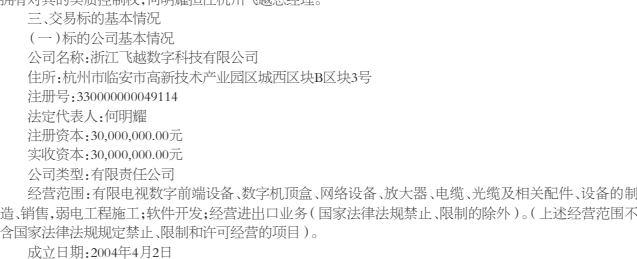 拥有对其的实质控制权,何明耀担任杭州飞越总经理。
三、交易标的基本情况
(一)标的公司基本情况
公司名称:浙江飞越数字科技有限公司
住所:杭州市临安市高新技术产业园区城西区块B区块3号
注册号:330000000049114
法定代表人:何明耀
注册资本:30,000,000.00元
实收资本:30,000,000.00元
公司类型:有限责任公司
经营范围:有限电视数字前端设备、数字机顶盒、网络设备、放大器、电缆、光缆及相关配件、设备的制
造、销售,弱电工程施工;软件开发;经营进出口业务(国家法律法规禁止、限制的除外)。(上述经营范围不
含国家法律法规规定禁止、限制和许可经营的项目)。
成立日期:2004年4月2日